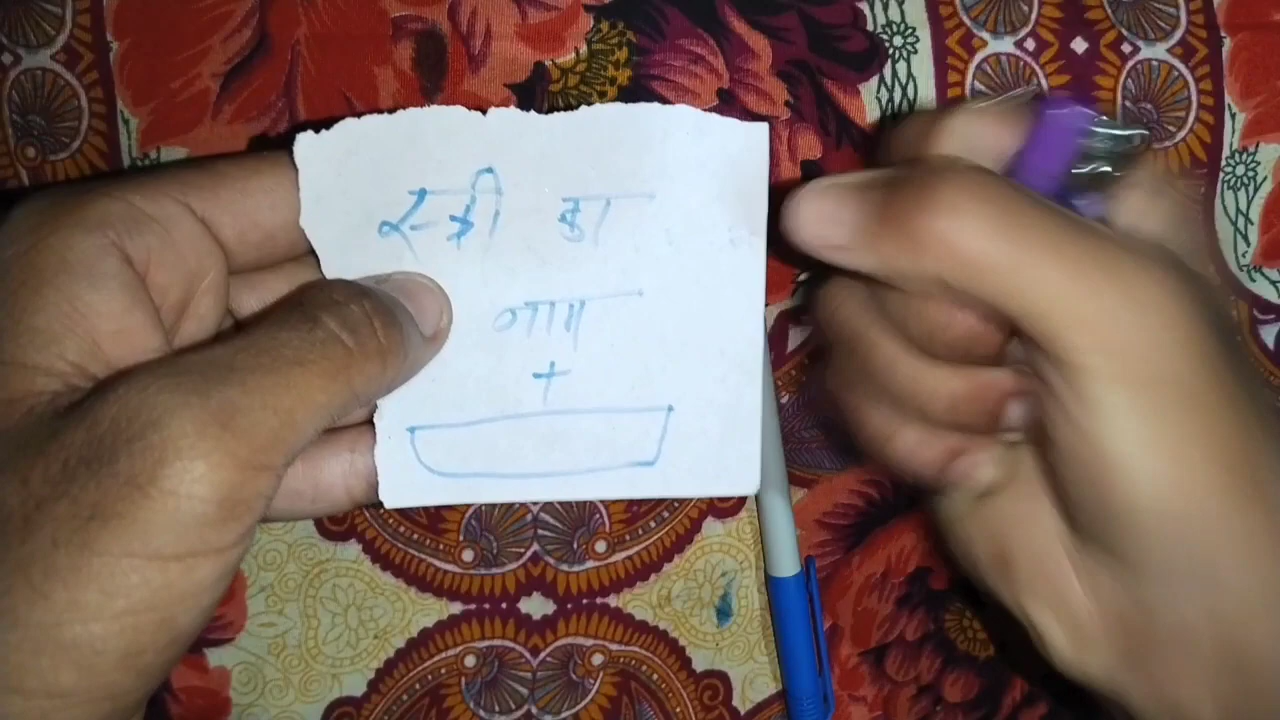 स्त्री का
नाम
+